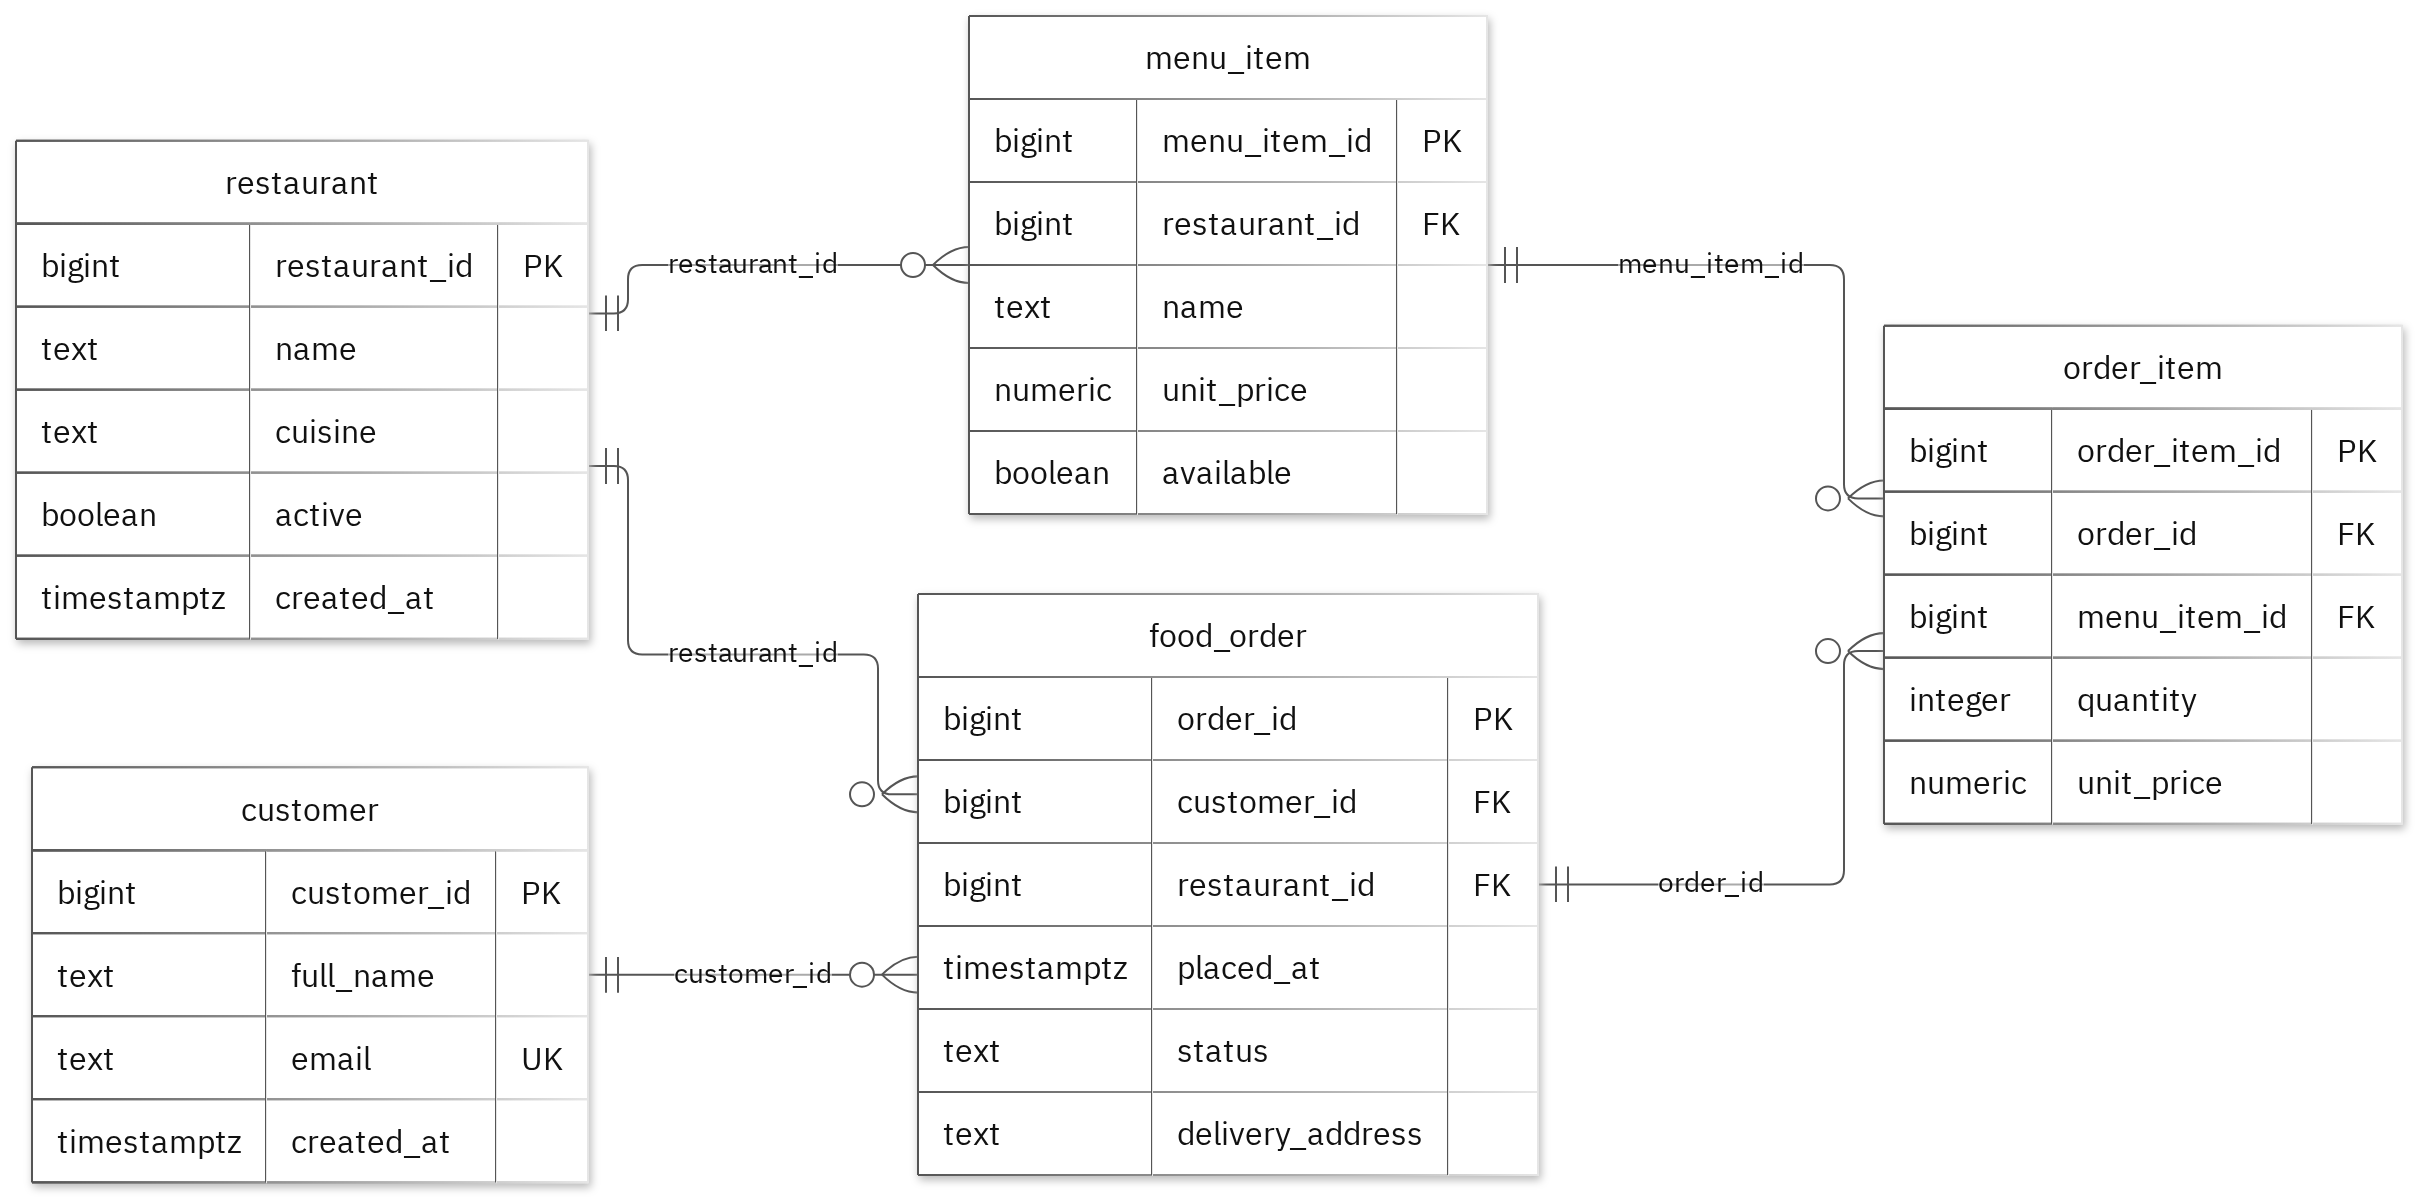 restaurant
bigint restaurant_id PK
text name
text cuisine
boolean active
timestamptz created_at
restaurant_id
restaurant_id
menu_item
bigint menu_item_id PK
bigint restaurant_id FK
text name
numeric unit_price
boolean available
menu_item_id
customer
bigint customer_id PK
text full_name
text email UK
timestamptz created_at
customer_id
food_order
bigint order_id PK
bigint customer_id FK
bigint restaurant_id FK
timestamptz placed_at
text status
text delivery_address
order_id
order_item
bigint order_item_id PK
bigint order_id FK
bigint menu_item_id FK
integer quantity
numeric unit_price